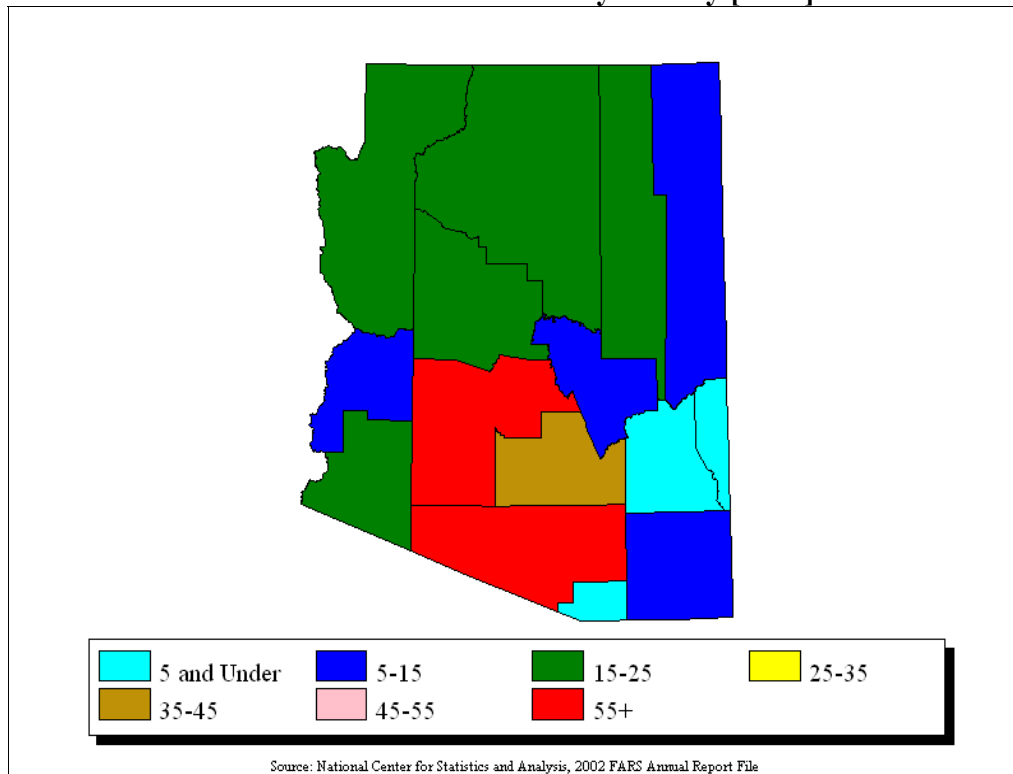 5 and Under 5-15 15-25 25-35
35-45 45-55 55+
Source: National Center for Statistics and Analysis, 2002 FARS Annual Report File